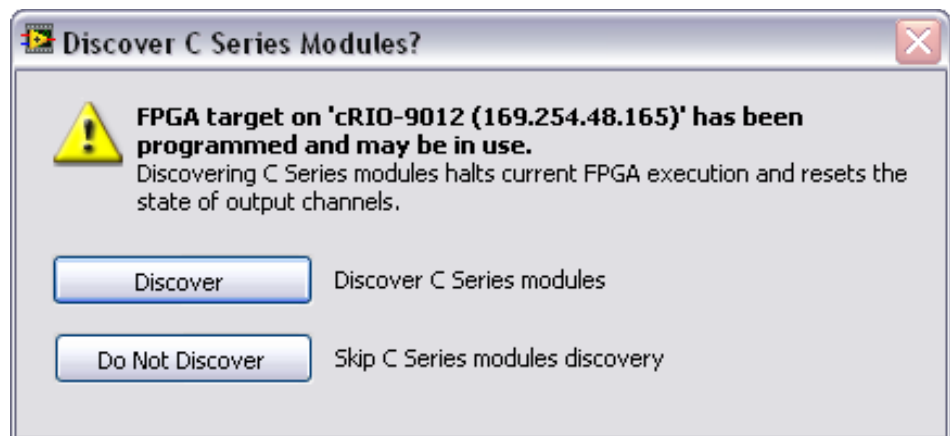 Discover C Series Modules?
FPGA target on 'cRIO-9012 (169.254.48.165)' has been
programmed and may be in use.
Discovering C Series modules halts current FPGA execution and resets the
state of output channels.
Discover Discover C Series modules
Do Not Discover Skip C Series modules discovery